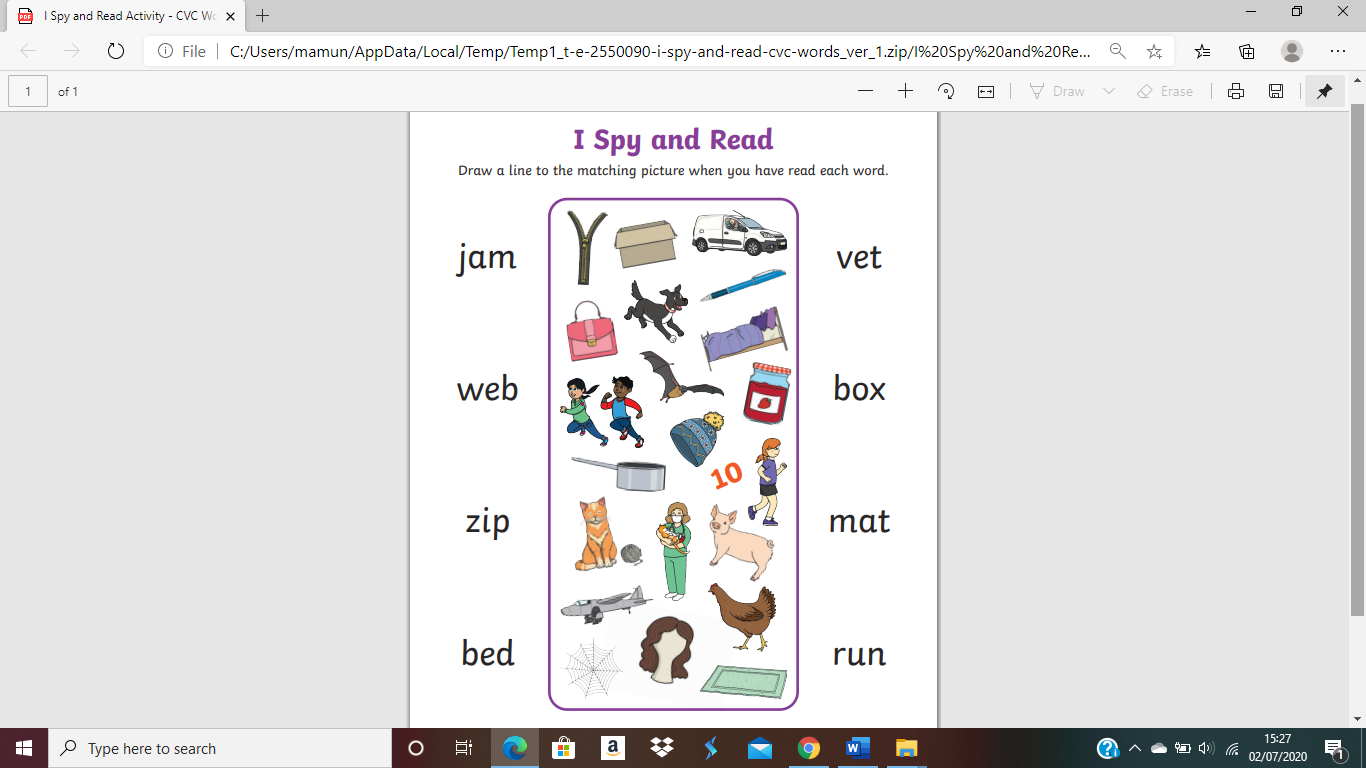 I Spy and Read Activity - CVC Wo
File
C:/Users/mamun/AppData/Local/Temp/Temp1_t-e-2550090-i-spy-and-read-cvc-words_ver_1.zip/I%20Spy%20and%20Re...
1 of 1
Draw
Erase
I Spy and Read
Draw a line to the matching picture when you have read each word.
jam
vet
web
box
10
zip
mat
bed
run
Type here to search
15:27
02/07/2020
1